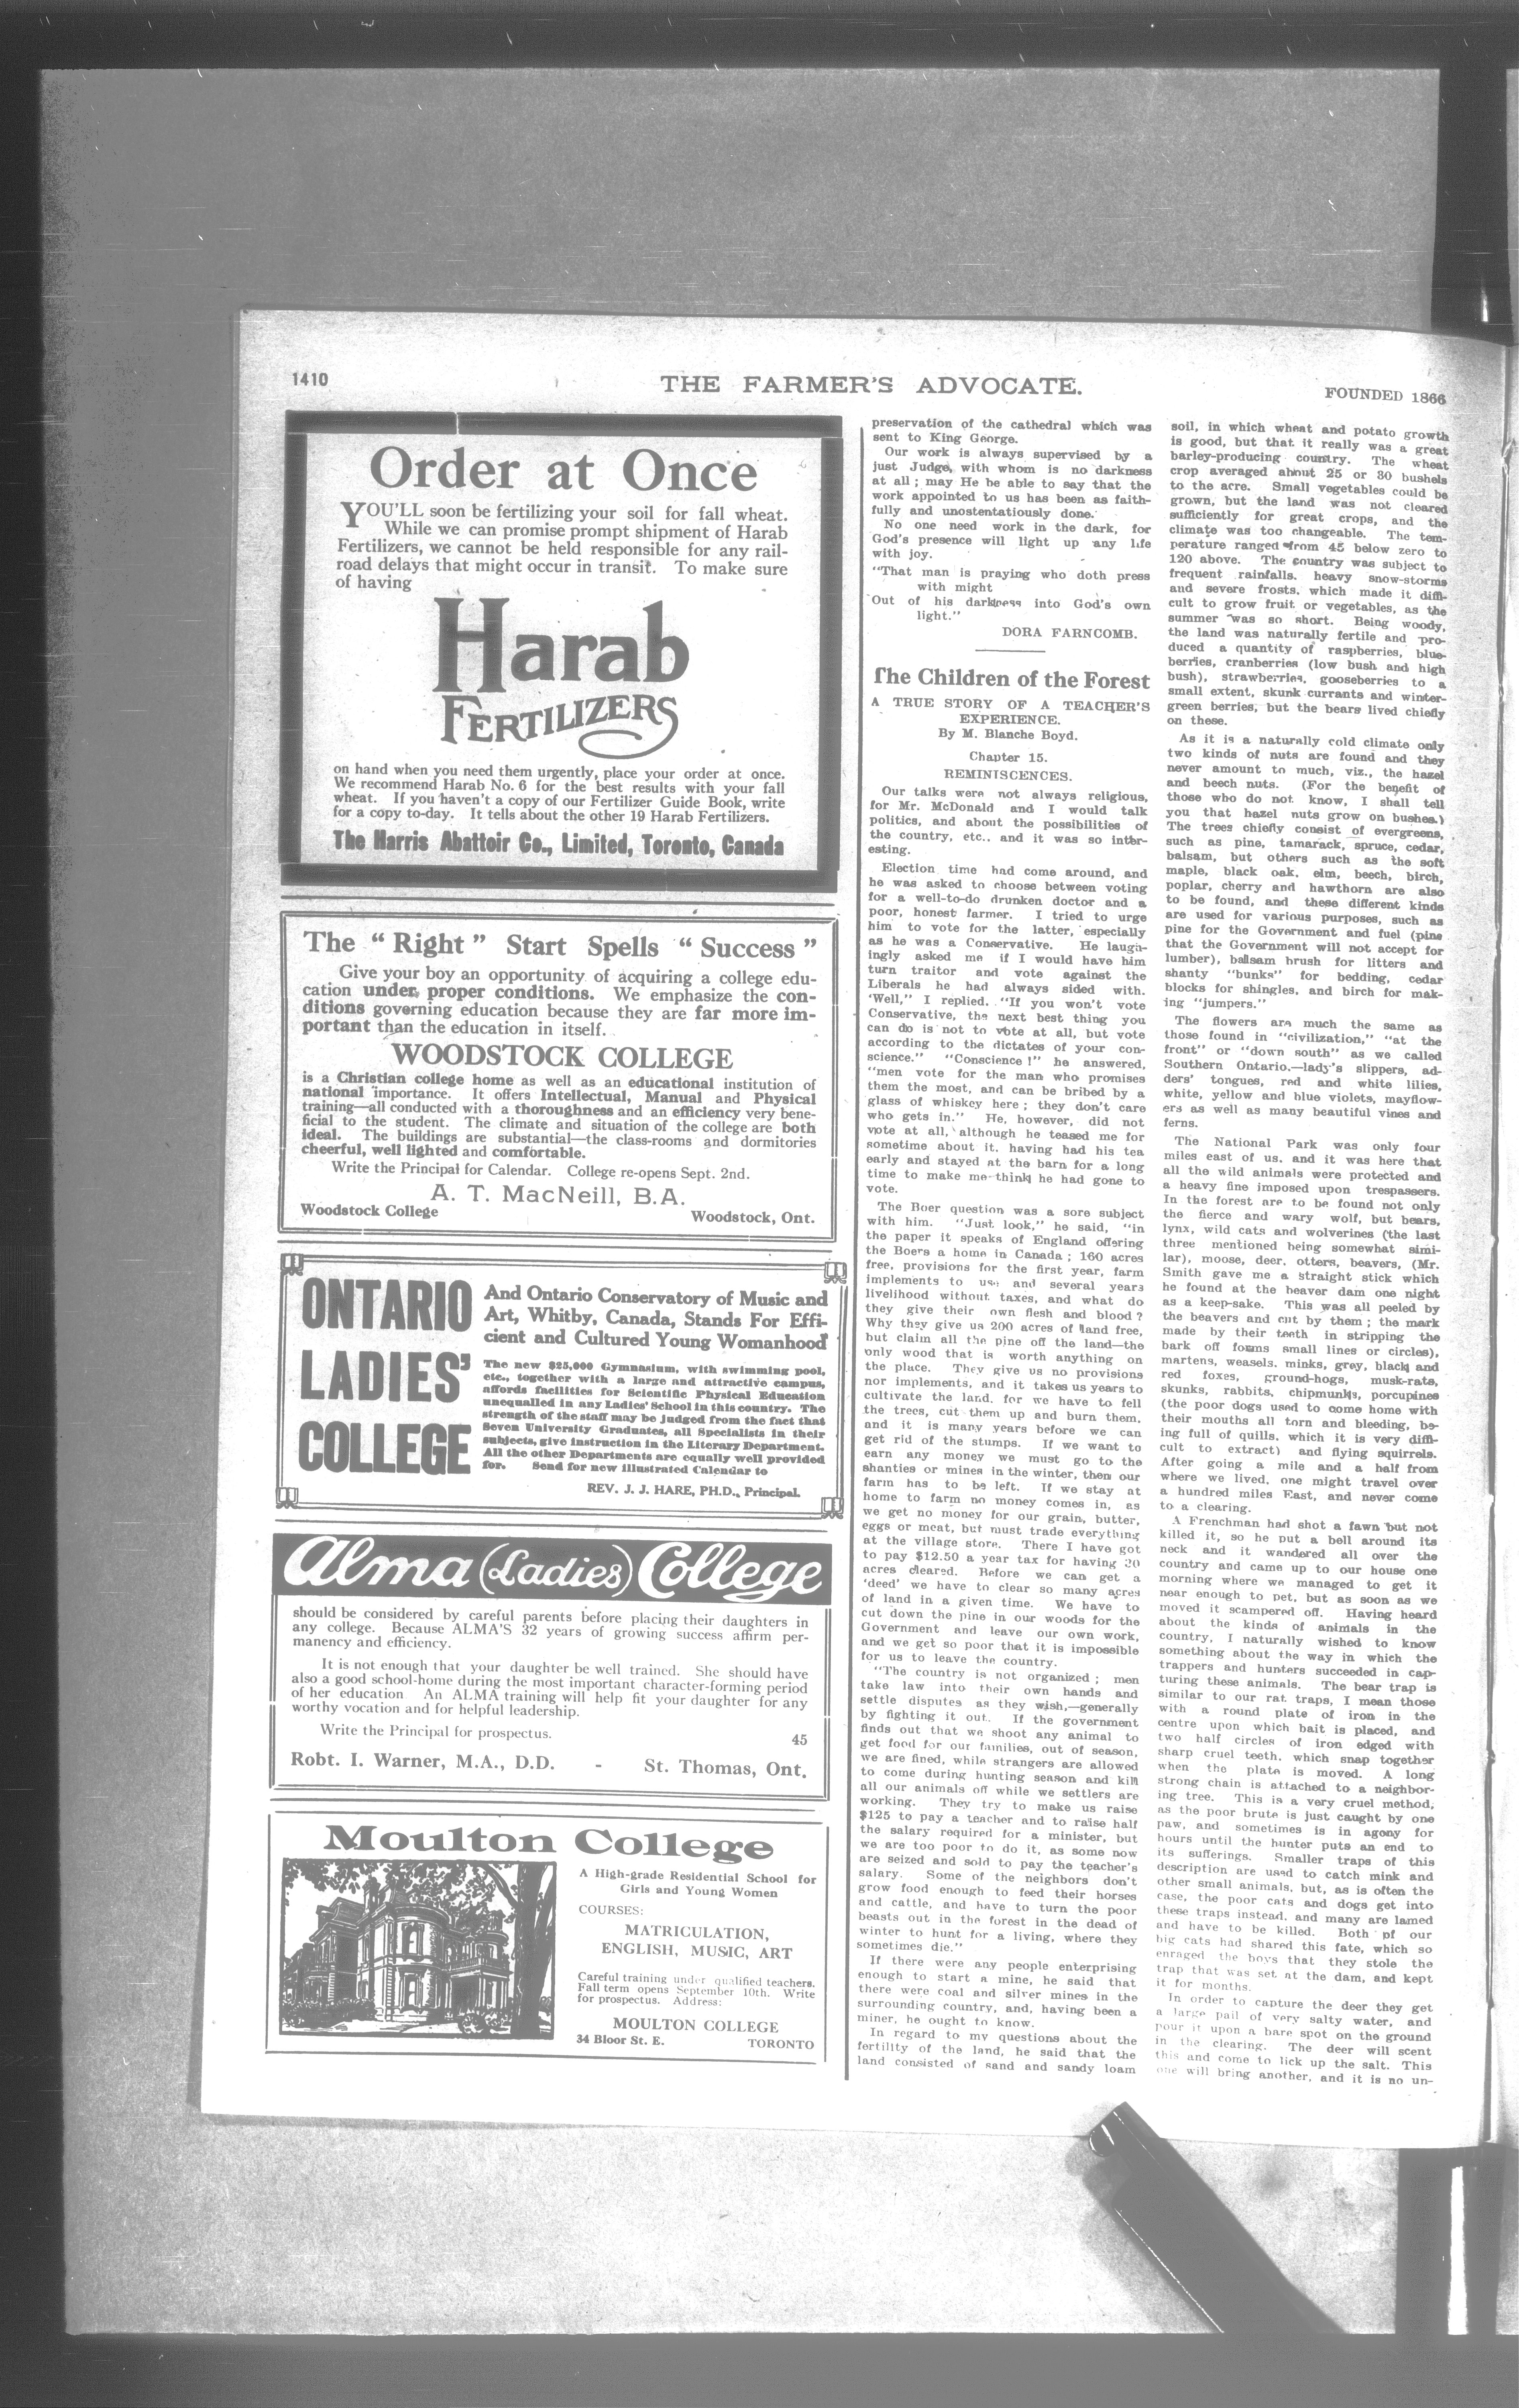 1410
THE FARMER'S ADVOCATE.
FOUNDED 1866
Order at Once
YOU'LL soon be fertilizing your soil for fall wheat.
While we can promise prompt shipment of Harab
Fertilizers, we cannot be held responsible for any rail-
road delays that might occur in transit. To make sure
of having
Harab
FERTILIZERS
on hand when you need them urgently, place your order at once.
We recommend Harab No. 6 for the best results with your fall
wheat. If you haven't a copy of our Fertilizer Guide Book, write
for a copy to-day. It tells about the other 19 Harab Fertilizers.
The Harris Abattoir Co., Limited, Toronto, Canada
The "Right" Start Spells "Success"
Give your boy an opportunity of acquiring a college edu-
cation under proper conditions. We emphasize the con-
ditions governing education because they are far more im-
portant than the education in itself.
WOODSTOCK COLLEGE
is a Christian college home as well as an educational institution of
national importance. It offers Intellectual, Manual and Physical
training—all conducted with a thoroughness and an efficiency very bene-
ficial to the student. The climate and situation of the college are both
ideal. The buildings are substantial—the class-rooms and dormitories
cheerful, well lighted and comfortable.
Write the Principal for Calendar. College re-opens Sept. 2nd.
A. T. MacNeill, B.A.
Woodstock College
Woodstock, Ont.
ONTARIO
LADIES'
COLLEGE
And Ontario Conservatory of Music and
Art, Whitby, Canada, Stands For Effi-
cient and Cultured Young Womanhood
The new $25,000 Gymnasium, with swimming pool,
etc., together with a large and attractive campus,
affords facilities for Scientific Physical Education
unequalled in any Ladies' School in this country. The
strength of the staff may be judged from the fact that
Seven University Graduates, all Specialists in their
subjects, give instruction in the Literary Department.
All the other Departments are equally well provided
for. Send for new illustrated Calendar to
REV. J. J. HARE, PH.D., Principal.
Alma (Ladies) College
should be considered by careful parents before placing their daughters in
any college. Because ALMA'S 32 years of growing success affirm per-
manency and efficiency.
It is not enough that your daughter be well trained. She should have
also a good school-home during the most important character-forming period
of her education An ALMA training will help fit your daughter for any
worthy vocation and for helpful leadership.
Write the Principal for prospectus.
45
Robt. I. Warner, M.A., D.D. - St. Thomas, Ont.
Moulton College
A High-grade Residential School for
Girls and Young Women
COURSES:
MATRICULATION,
ENGLISH, MUSIC, ART
Careful training under qualified teachers.
Fall term opens September 10th. Write
for prospectus. Address:
MOULTON COLLEGE
34 Bloor St. E. TORONTO
preservation of the cathedral which was
sent to King George.
Our work is always supervised by a
just Judge, with whom is no darkness
at all; may He be able to say that the
work appointed to us has been as faith-
fully and unostentatiously done.
No one need work in the dark, for
God's presence will light up any life
with joy.
"That man is praying who doth press
with might
Out of his darkness into God's own
light."
DORA FARNCOMB.
The Children of the Forest
A TRUE STORY OF A TEACHER'S
EXPERIENCE.
By M. Blanche Boyd.
Chapter 15.
REMINISCENCES.
Our talks were not always religious,
for Mr. McDonald and I would talk
politics, and about the possibilities of
the country, etc., and it was so inter-
esting.
Election time had come around, and
he was asked to choose between voting
for a well-to-do drunken doctor and a
poor, honest farmer. I tried to urge
him to vote for the latter, especially
as he was a Conservative. He laugh-
ingly asked me if I would have him
turn traitor and vote against the
Liberals he had always sided with.
'Well," I replied, "If you won't vote
Conservative, the next best thing you
can do is not to vote at all, but vote
according to the dictates of your con-
science." "Conscience!" he answered,
"men vote for the man who promises
them the most, and can be bribed by a
glass of whiskey here; they don't care
who gets in." He, however, did not
vote at all, although he teased me for
sometime about it, having had his tea
early and stayed at the barn for a long
time to make me think he had gone to
vote.
The Boer question was a sore subject
with him. "Just look," he said, "in
the paper it speaks of England offering
the Boers a home in Canada; 160 acres
free, provisions for the first year, farm
implements to use and several years
livelihood without taxes, and what do
they give their own flesh and blood?
Why they give us 200 acres of land free,
but claim all the pine off the land—the
only wood that is worth anything on
the place. They give us no provisions
nor implements, and it takes us years to
cultivate the land, for we have to fell
the trees, cut them up and burn them,
and it is many years before we can
get rid of the stumps. If we want to
earn any money we must go to the
shanties or mines in the winter, then our
farm has to be left. If we stay at
home to farm no money comes in, as
we get no money for our grain, butter,
eggs or meat, but must trade everything
at the village store. There I have got
to pay $12.50 a year tax for having 20
acres cleared. Before we can get a
'deed' we have to clear so many acres
of land in a given time. We have to
cut down the pine in our woods for the
Government and leave our own work,
and we get so poor that it is impossible
for us to leave the country.
"The country is not organized; men
take law into their own hands and
settle disputes as they wish,—generally
by fighting it out. If the government
finds out that we shoot any animal to
get food for our families, out of season,
we are fined, while strangers are allowed
to come during hunting season and kill
all our animals off while we settlers are
working. They try to make us raise
$125 to pay a teacher and to raise half
the salary required for a minister, but
we are too poor to do it, as some now
are seized and sold to pay the teacher's
salary. Some of the neighbors don't
grow food enough to feed their horses
and cattle, and have to turn the poor
beasts out in the forest in the dead of
winter to hunt for a living, where they
sometimes die."
If there were any people enterprising
enough to start a mine, he said that
there were coal and silver mines in the
surrounding country, and, having been a
miner, he ought to know.
In regard to my questions about the
fertility of the land, he said that the
land consisted of sand and sandy loam
soil, in which wheat and potato growth
is good, but that it really was a great
barley-producing country. The wheat
crop averaged about 25 or 30 bushels
to the acre. Small vegetables could be
grown, but the land was not cleared
sufficiently for great crops, and the
climate was too changeable. The tem-
perature ranged from 45 below zero to
120 above. The country was subject to
frequent rainfalls, heavy snow-storms
and severe frosts, which made it diffi-
cult to grow fruit or vegetables, as the
summer was so short. Being woody,
the land was naturally fertile and pro-
duced a quantity of raspberries, blue-
berries, cranberries (low bush and high
bush), strawberries, gooseberries to a
small extent, skunk currants and winter-
green berries, but the bears lived chiefly
on these.
As it is a naturally cold climate only
two kinds of nuts are found and they
never amount to much, viz., the hazel
and beech nuts. (For the benefit of
those who do not know, I shall tell
you that hazel nuts grow on bushes.)
The trees chiefly consist of evergreens,
such as pine, tamarack, spruce, cedar,
balsam, but others such as the soft
maple, black oak, elm, beech, birch,
poplar, cherry and hawthorn are also
to be found, and these different kinds
are used for various purposes, such as
pine for the Government and fuel (pine
that the Government will not accept for
lumber), balsam brush for litters and
shanty "bunks" for bedding, cedar
blocks for shingles, and birch for mak-
ing "jumpers."
The flowers are much the same as
those found in "civilization," "at the
front" or "down south" as we called
Southern Ontario,—lady's slippers, ad-
ders' tongues, red and white lilies,
white, yellow and blue violets, mayflow-
ers as well as many beautiful vines and
ferns.
The National Park was only four
miles east of us, and it was here that
all the wild animals were protected and
a heavy fine imposed upon trespassers.
In the forest are to be found not only
the fierce and wary wolf, but bears,
lynx, wild cats and wolverines (the last
three mentioned being somewhat simi-
lar), moose, deer, otters, beavers, (Mr.
Smith gave me a straight stick which
he found at the beaver dam one night
as a keep-sake. This was all peeled by
the beavers and cut by them; the mark
made by their teeth in stripping the
bark off forms small lines or circles),
martens, weasels, minks, grey, black and
red foxes, ground-hogs, musk-rats,
skunks, rabbits, chipmunks, porcupines
(the poor dogs used to come home with
their mouths all torn and bleeding, be-
ing full of quills, which it is very diffi-
cult to extract) and flying squirrels.
After going a mile and a half from
where we lived, one might travel over
a hundred miles East, and never come
to a clearing.
A Frenchman had shot a fawn but not
killed it, so he put a bell around its
neck and it wandered all over the
country and came up to our house one
morning where we managed to get it
near enough to pet, but as soon as we
moved it scampered off. Having heard
about the kinds of animals in the
country, I naturally wished to know
something about the way in which the
trappers and hunters succeeded in cap-
turing these animals. The bear trap is
similar to our rat traps, I mean those
with a round plate of iron in the
centre upon which bait is placed, and
two half circles of iron edged with
sharp cruel teeth, which snap together
when the plate is moved. A long
strong chain is attached to a neighbor-
ing tree. This is a very cruel method,
as the poor brute is just caught by one
paw, and sometimes is in agony for
hours until the hunter puts an end to
its sufferings. Smaller traps of this
description are used to catch mink and
other small animals, but, as is often the
case, the poor cats and dogs get into
these traps instead, and many are lamed
and have to be killed. Both of our
big cats had shared this fate, which so
enraged the boys that they stole the
trap that was set at the dam, and kept
it for months.
In order to capture the deer they get
a large pail of very salty water, and
pour it upon a bare spot on the ground
in the clearing. The deer will scent
this and come to lick up the salt. This
one will bring another, and it is no un-